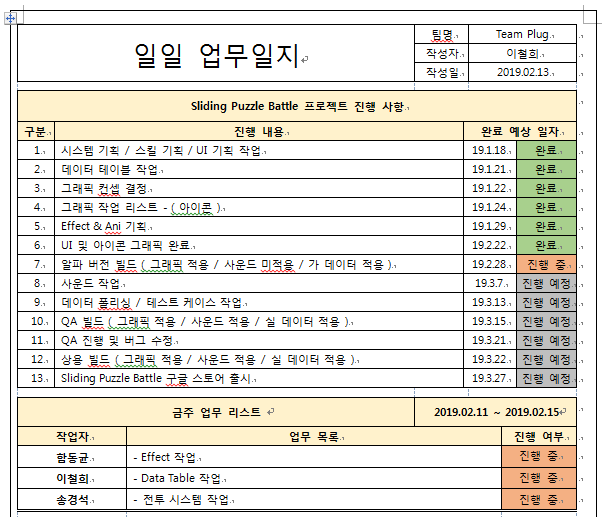 일일 업무일지
팀명 Team Plug
작성자 이철희
작성일 2019.02.13
Sliding Puzzle Battle 프로젝트 진행 사항
구분 진행 내용 완료 예상 일자
1. 시스템 기획 / 스킬 기획 / UI 기획 작업 19.1.18. 완료
2. 데이터 테이블 작업 19.1.21 완료
3. 그래픽 컨셉 결정 19.1.22 완료
4. 그래픽 작업 리스트 - ( 아이콘 ) 19.1.24 완료
5. Effect & Ani 기획 19.1.29 완료
6. UI 및 아이콘 그래픽 완료 19.2.22 완료
7. 알파 버전 빌드 ( 그래픽 적용 / 사운드 미적용 / 가 데이터 적용 ) 19.2.28 진행 중
8. 사운드 작업 19.3.7 진행 예정
9. 데이터 폴리싱 / 테스트 케이스 작업 19.3.13 진행 예정
10. QA 빌드 ( 그래픽 적용 / 사운드 적용 / 실 데이터 적용 ) 19.3.15 진행 예정
11. QA 진행 및 버그 수정 19.3.21 진행 예정
12. 상용 빌드 ( 그래픽 적용 / 사운드 적용 / 실 데이터 적용 ) 19.3.22 진행 예정
13. Sliding Puzzle Battle 구글 스토어 출시 19.3.27 진행 예정
금주 업무 리스트 2019.02.11 ~ 2019.02.15
작업자 업무 목록 진행 여부
함동균 - Effect 작업 진행 중
이철희 - Data Table 작업 진행 중
송경석 - 전투 시스템 작업 진행 중